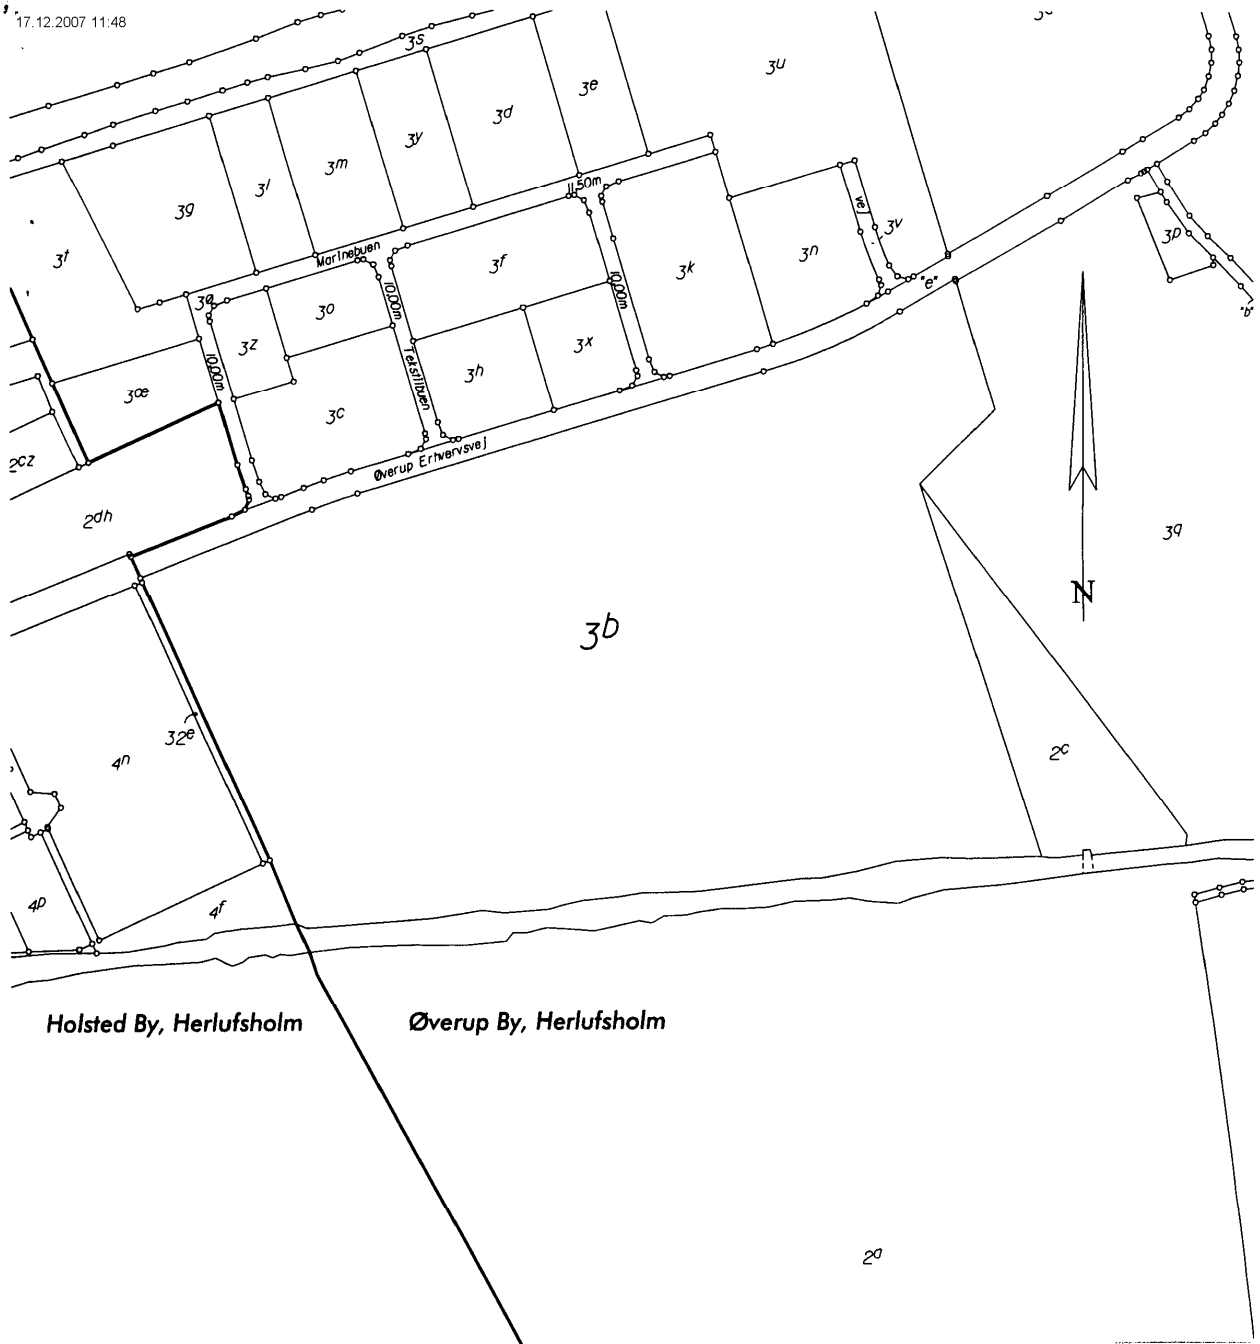 17.12.2007 11:48
3s
3u
3e
3d
3y
3m
3l
3g
11,50m
vej
3v
3p
3t
Marinebuen
3f
3k
3n
3ø
10,00m
10,00m
"e"
"b"
3o
3z
3x
10,00m
3æ
Tekstilbuen
3h
3c
2cz
Øverup Erhvervsvej
2dh
3q
N
3b
32e
4n
2c
4p
4f
Holsted By, Herlufsholm
Øverup By, Herlufsholm
2a